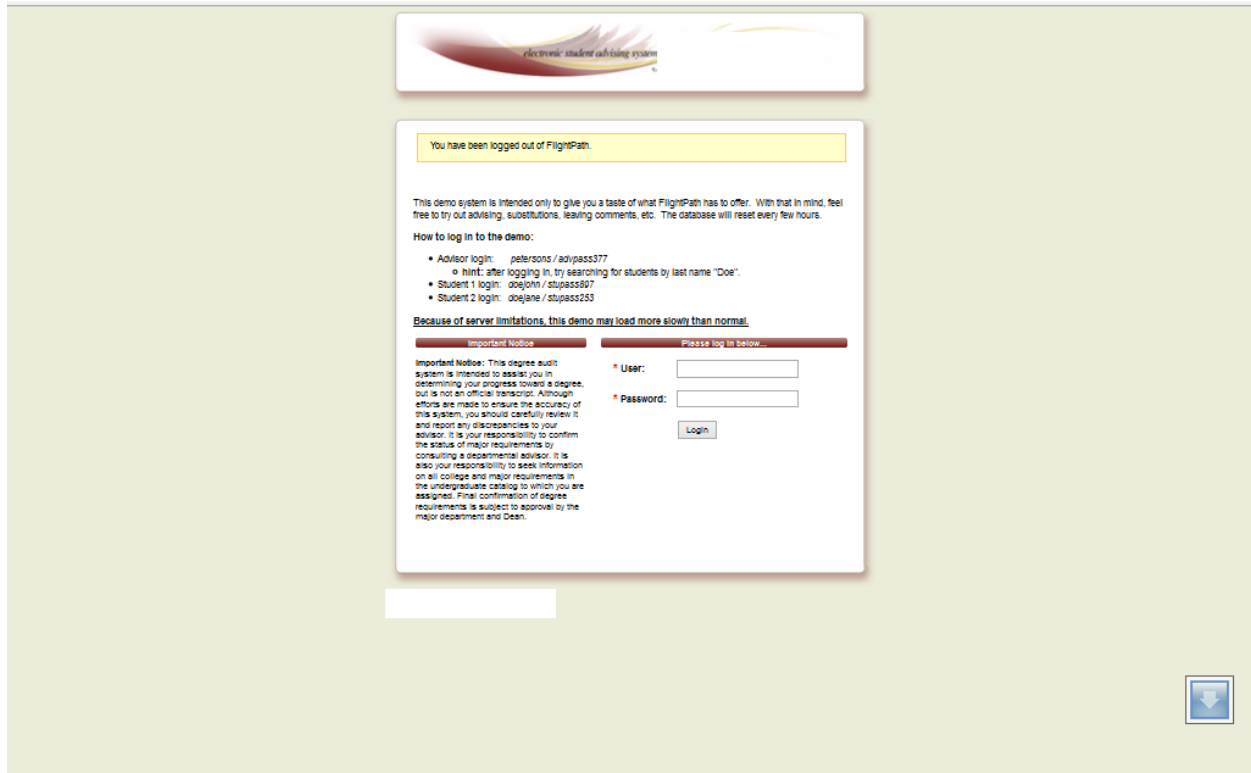 electronic student advising system
You have been logged out of FlightPath.
This demo system is intended only to give you a taste of what FlightPath has to offer. With that in mind, feel
free to try out advising, substitutions, leaving comments, etc. The database will reset every few hours.
How to log in to the demo:
• Advisor login: petersons / advpass377
o hint: after logging in, try searching for students by last name "Doe".
• Student 1 login: doejohn / stupass897
• Student 2 login: doejane / stupass253
Because of server limitations, this demo may load more slowly than normal.
Important Notice
Important Notice: This degree audit
system is intended to assist you in
determining your progress toward a degree,
but is not an official transcript. Although
efforts are made to ensure the accuracy of
this system, you should carefully review it
and report any discrepancies to your
advisor. It is your responsibility to confirm
the status of major requirements by
consulting a departmental advisor. It is
also your responsibility to seek information
on all college and major requirements in
the undergraduate catalog to which you are
assigned. Final confirmation of degree
requirements is subject to approval by the
major department and Dean.
Please log in below...
* User:
* Password:
Login